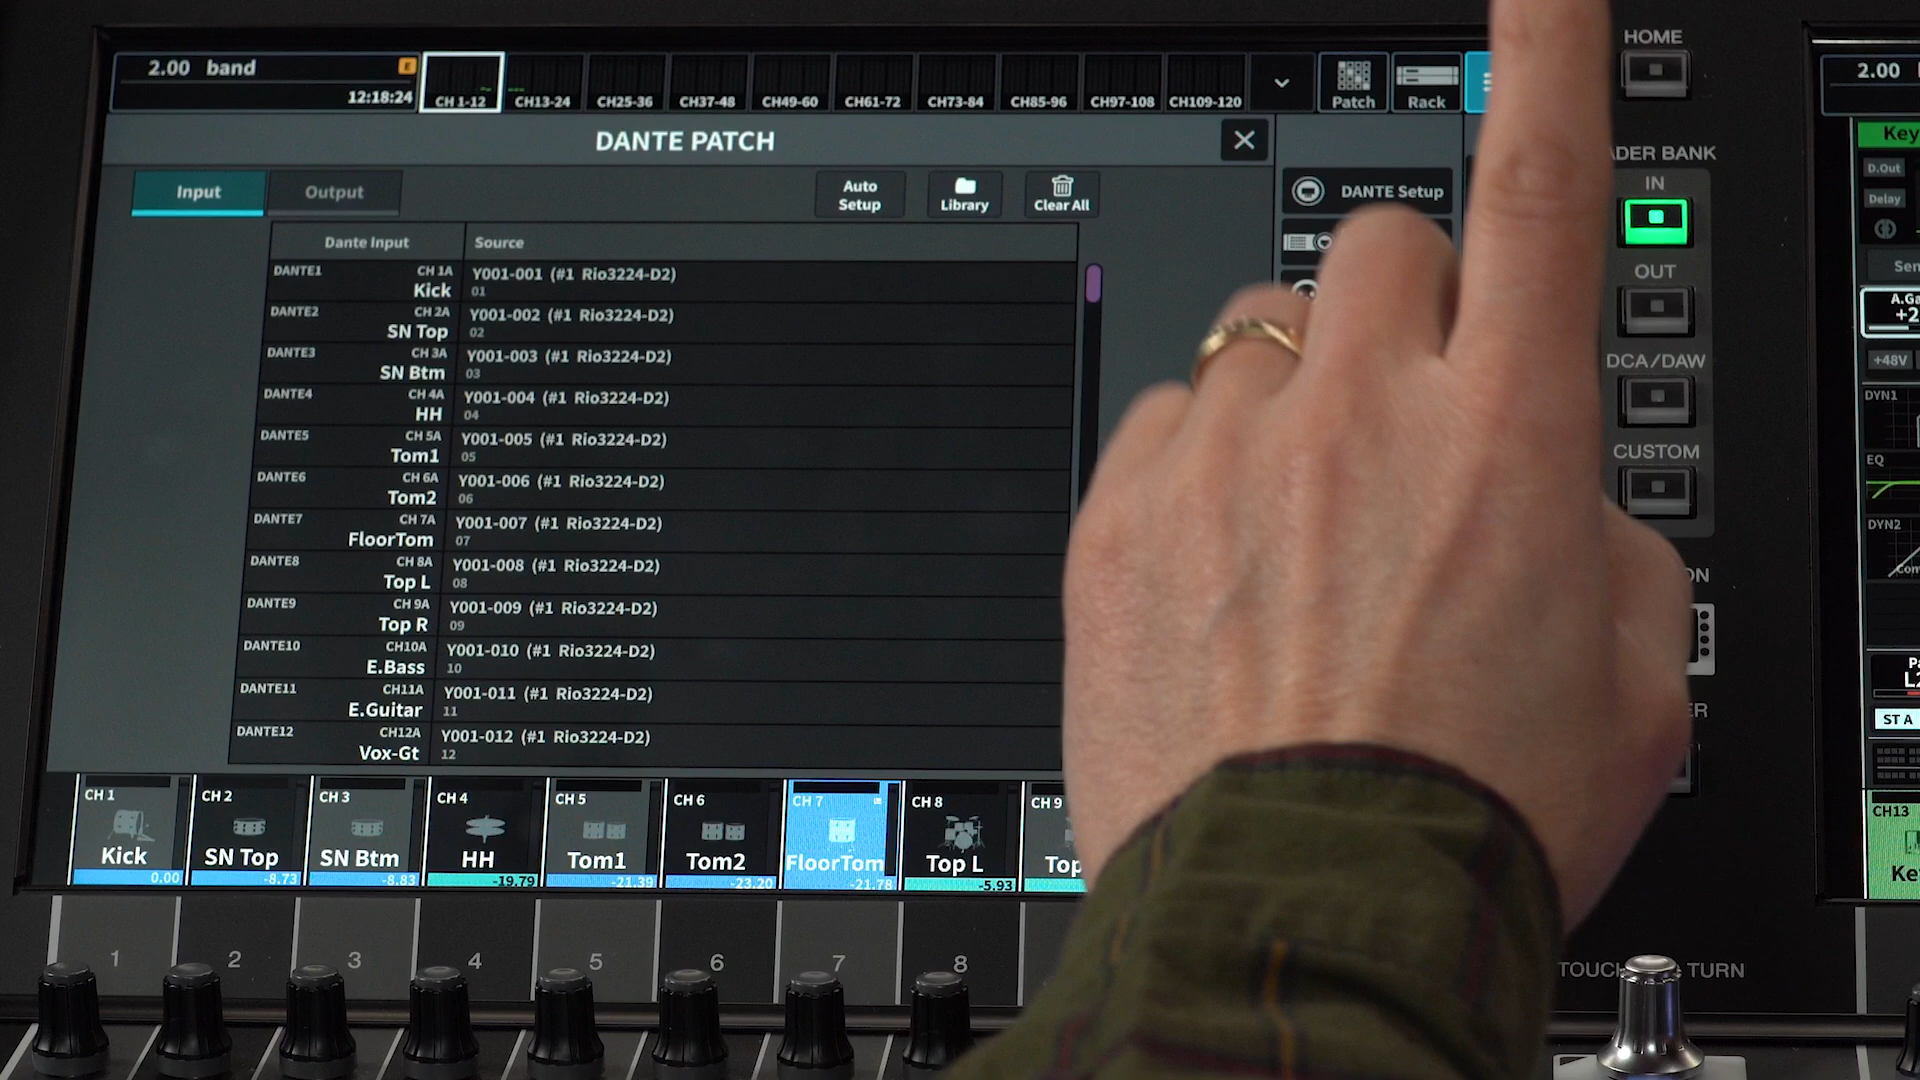 2.00 band E
12:18:24
CH 1-12 CH13-24 CH25-36 CH37-48 CH49-60 CH61-72 CH73-84 CH85-96 CH97-108 CH109-120
Patch Rack
HOME
2.00
DANTE PATCH
Input Output
Auto Setup
Library
Clear All
DANTE Setup
Dante Input Source
DANTE1 CH 1A Y001-001 (#1 Rio3224-D2)
Kick 01
DANTE2 CH 2A Y001-002 (#1 Rio3224-D2)
SN Top 02
DANTE3 CH 3A Y001-003 (#1 Rio3224-D2)
SN Btm 03
DANTE4 CH 4A Y001-004 (#1 Rio3224-D2)
HH 04
DANTE5 CH 5A Y001-005 (#1 Rio3224-D2)
Tom1 05
DANTE6 CH 6A Y001-006 (#1 Rio3224-D2)
Tom2 06
DANTE7 CH 7A Y001-007 (#1 Rio3224-D2)
FloorTom 07
DANTE8 CH 8A Y001-008 (#1 Rio3224-D2)
Top L 08
DANTE9 CH 9A Y001-009 (#1 Rio3224-D2)
Top R 09
DANTE10 CH10A Y001-010 (#1 Rio3224-D2)
E.Bass 10
DANTE11 CH11A Y001-011 (#1 Rio3224-D2)
E.Guitar 11
DANTE12 CH12A Y001-012 (#1 Rio3224-D2)
Vox-Gt 12
CH 1 CH 2 CH 3 CH 4 CH 5 CH 6 CH 7 CH 8 CH 9
Kick SN Top SN Btm HH Tom1 Tom2 FloorTom Top L Top
0.00 -8.73 -8.83 -19.79 -21.39 -23.20 -21.78 -5.93
1 2 3 4 5 6 7 8
BANK
IN
OUT
DCA/DAW
CUSTOM
TURN
Key
D.Out
Delay
+48V
DYN1
EQ
DYN2
ST A
CH13